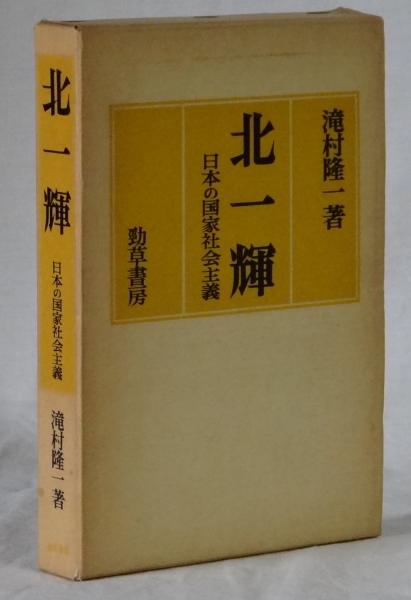 滝村隆一著
北一輝
日本の国家社会主義
勁草書房
北一輝
日本の国家社会主義
滝村隆一著